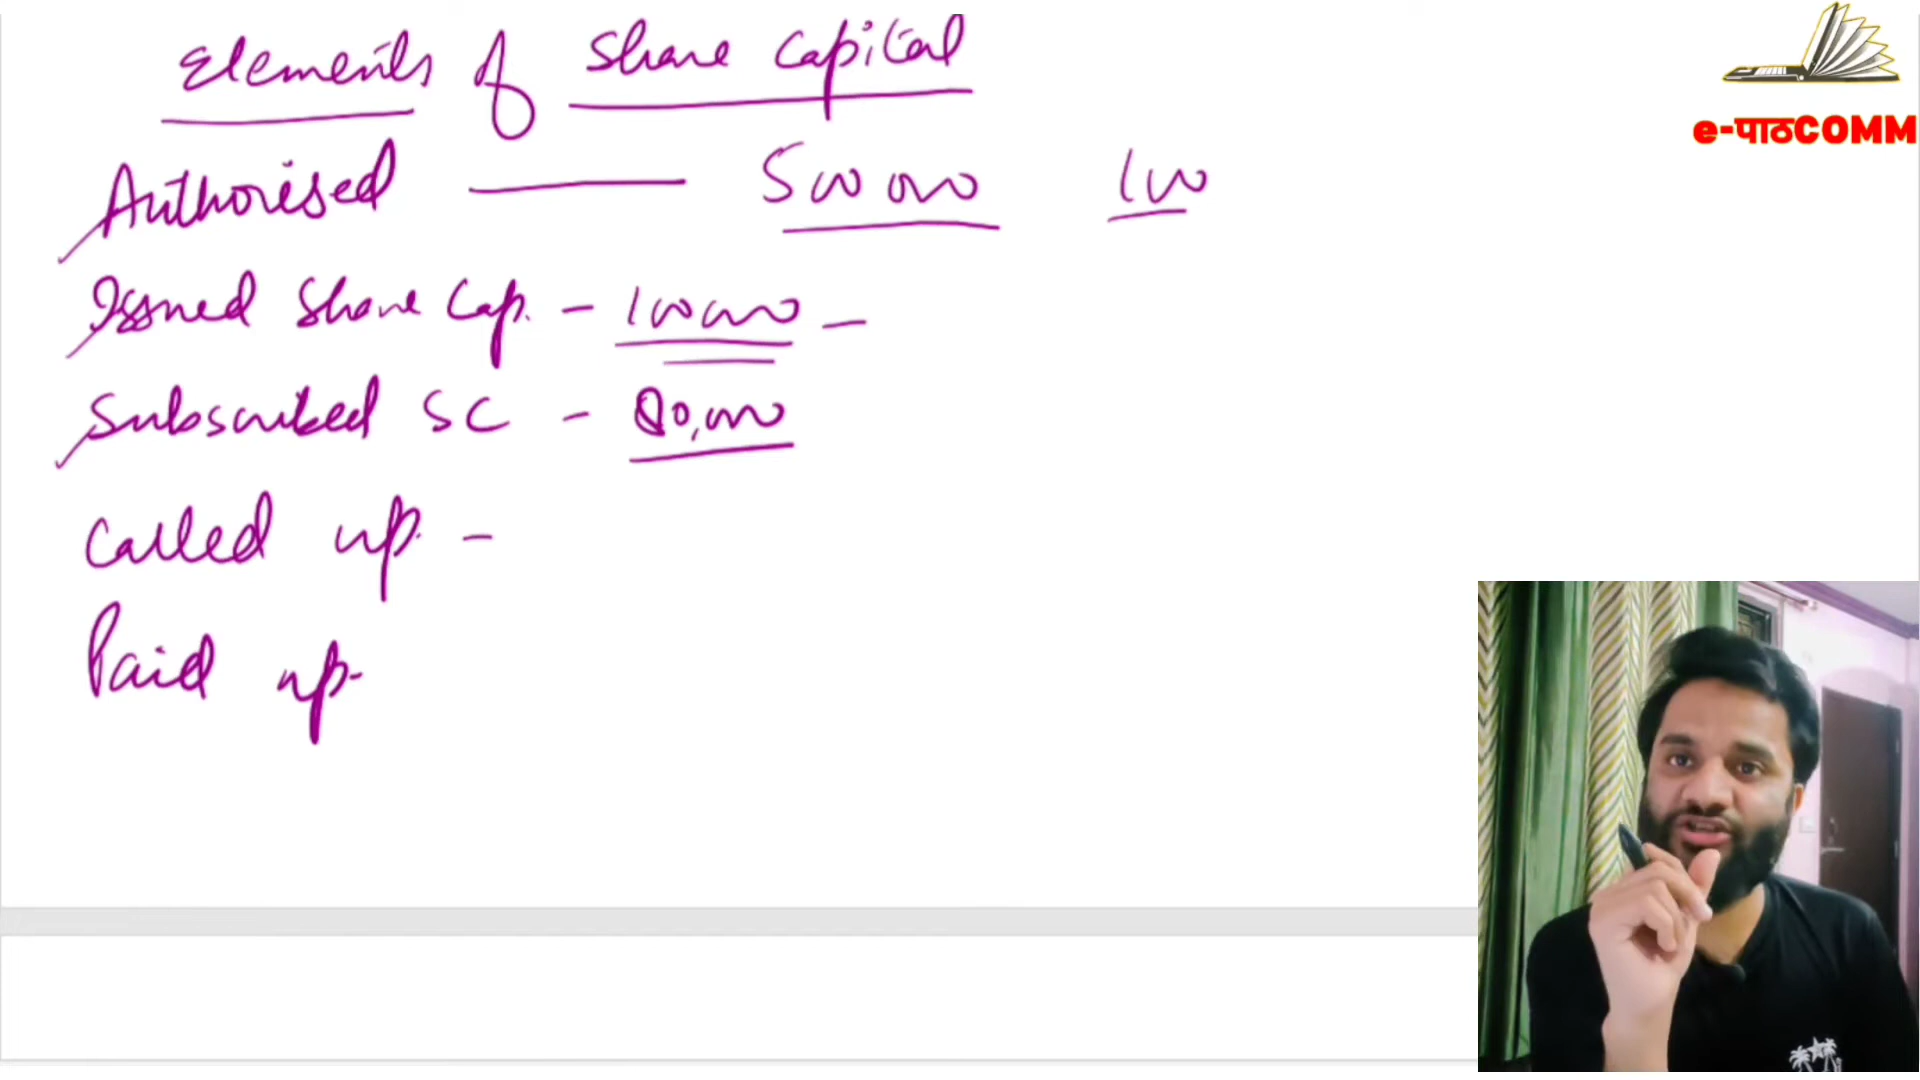 Elements of Share Capital
Authorised — 500000 100
Issued Share Cap. - 100000 -
Subscribed SC - 80,000
Called up. -
Paid up-
e-पाठCOMM